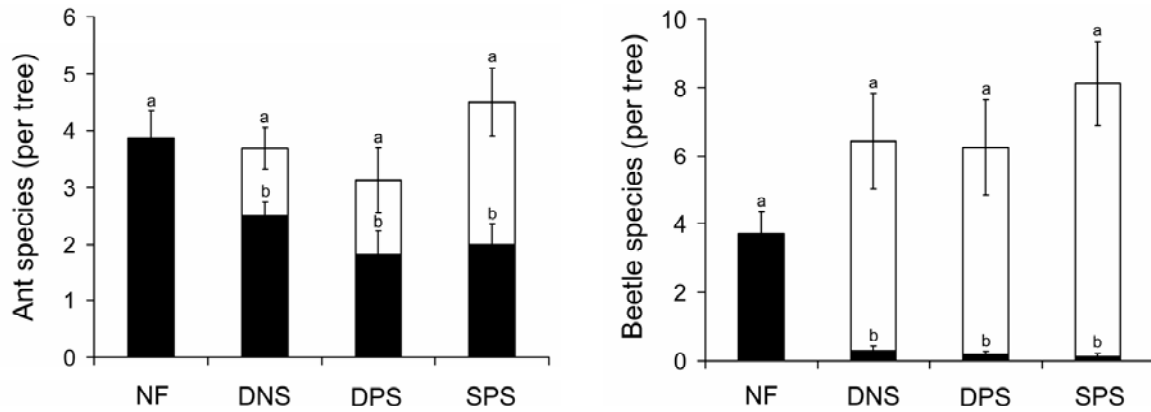 Ant species (per tree)
6
5
4
3
2
1
0
a
a
b
a
b
a
b
NF DNS DPS SPS
Beetle species (per tree)
10
8
6
4
2
0
a
a
b
a
b
a
b
NF DNS DPS SPS